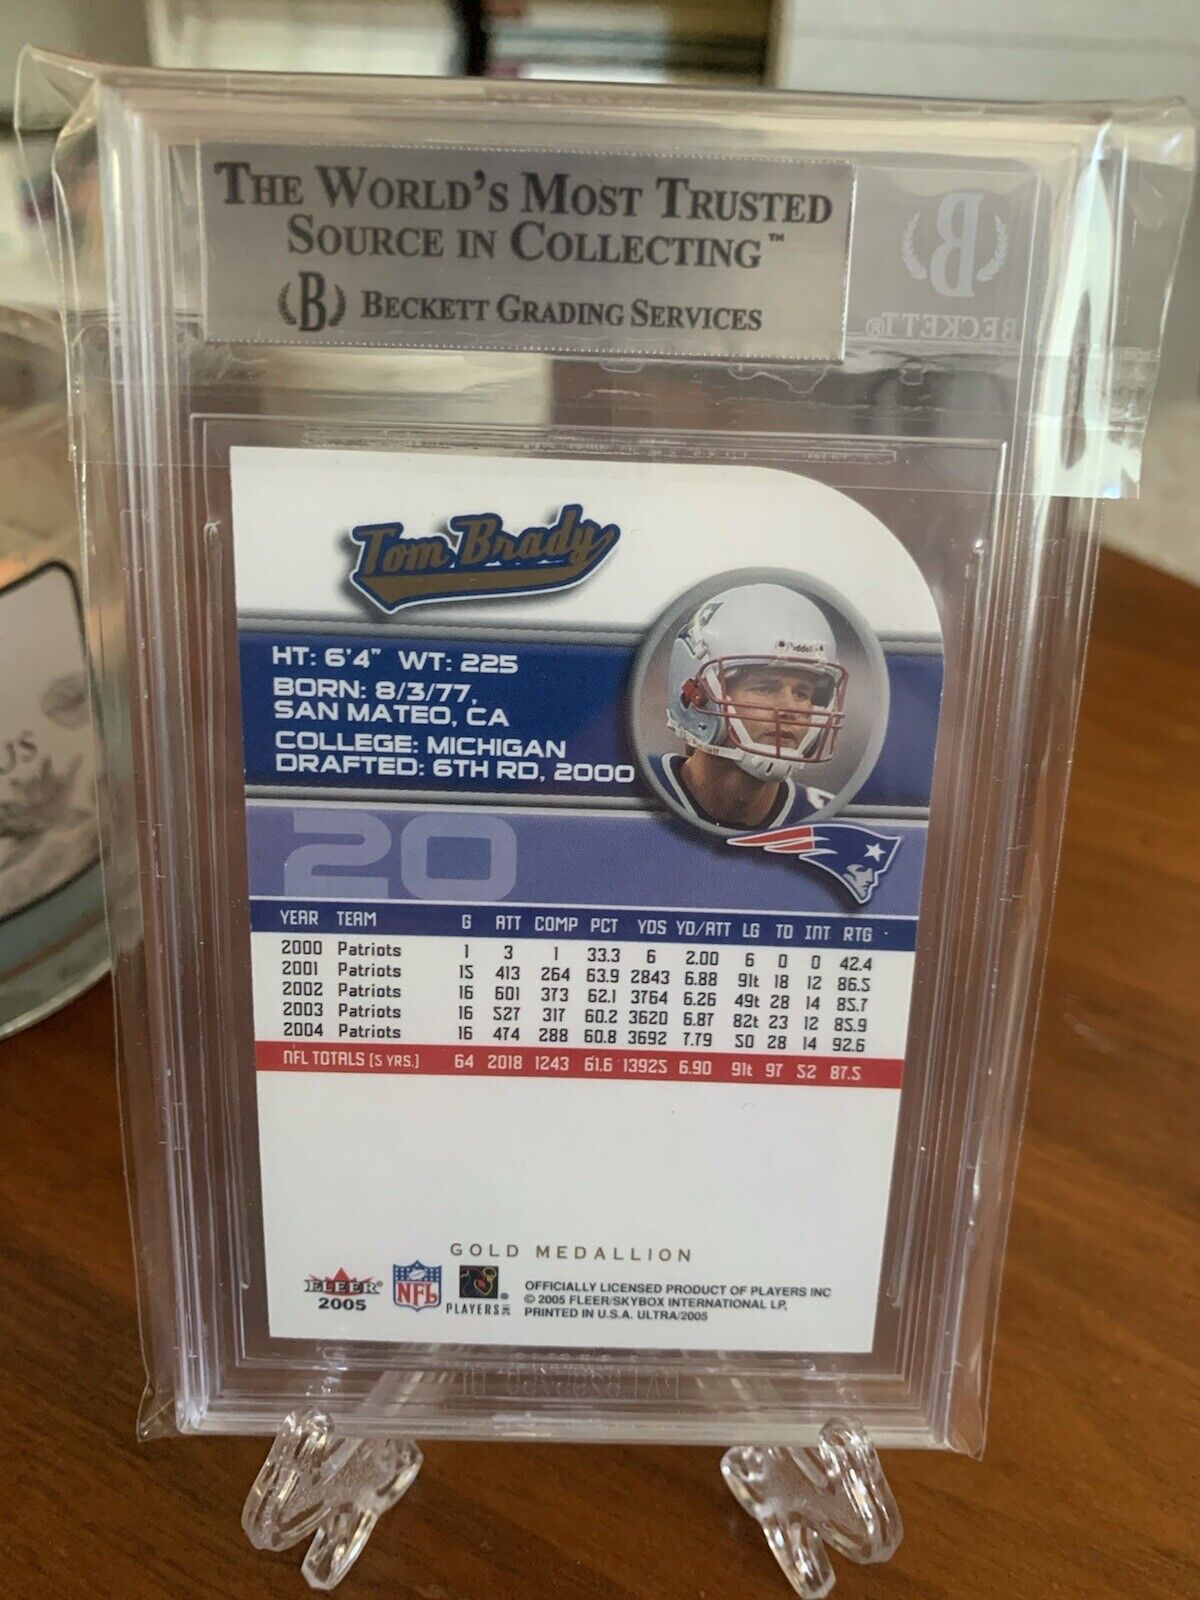 THE WORLD'S MOST TRUSTED
SOURCE IN COLLECTING™
B BECKETT GRADING SERVICES
B
BECKETT®
Tom Brady
HT: 6'4" WT: 225
BORN: 8/3/77,
SAN MATEO, CA
COLLEGE: MICHIGAN
DRAFTED: 6TH RD, 2000
Riddell
20
YEAR TEAM G ATT COMP PCT YDS YD/ATT LG TD INT RTG
2000 Patriots 1 3 1 33.3 6 2.00 6 0 0 42.4
2001 Patriots 15 413 264 63.9 2843 6.88 91t 18 12 86.5
2002 Patriots 16 601 373 62.1 3764 6.26 49t 28 14 85.7
2003 Patriots 16 527 317 60.2 3620 6.87 82t 23 12 85.9
2004 Patriots 16 474 288 60.8 3692 7.79 50 28 14 92.6
NFL TOTALS (5 YRS.) 64 2018 1243 61.6 13925 6.90 91t 97 52 87.5
GOLD MEDALLION
FLEER®
2005
NFL
PLAYERS INC ®
OFFICIALLY LICENSED PRODUCT OF PLAYERS INC
© 2005 FLEER/SKYBOX INTERNATIONAL LP,
PRINTED IN U.S.A. ULTRA/2005
US